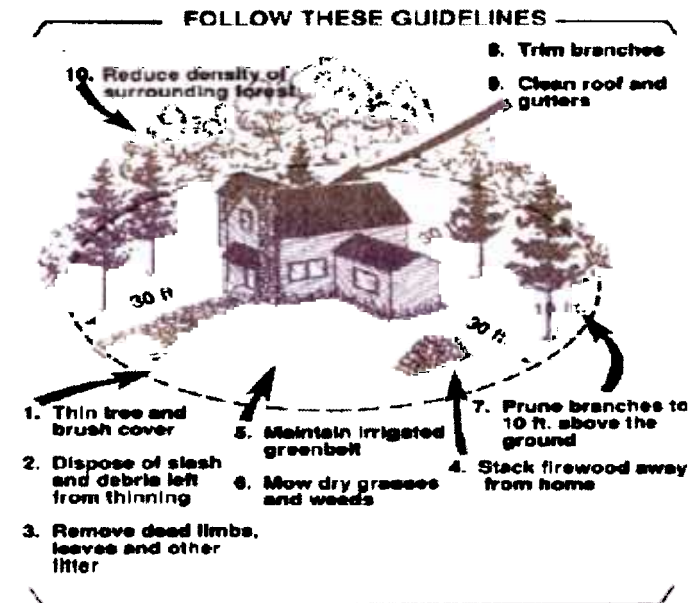 FOLLOW THESE GUIDELINES
10. Reduce density of
surrounding forest
8. Trim branches
9. Clean roof and
gutters
30
30 ft
30 ft.
1. Thin tree and
brush cover
2. Dispose of slash
and debris left
from thinning
3. Remove dead limbs,
leaves and other
litter
5. Maintain irrigated
greenbelt
6. Mow dry grasses
and weeds
7. Prune branches to
10 ft. above the
ground
4. Stack firewood away
from home